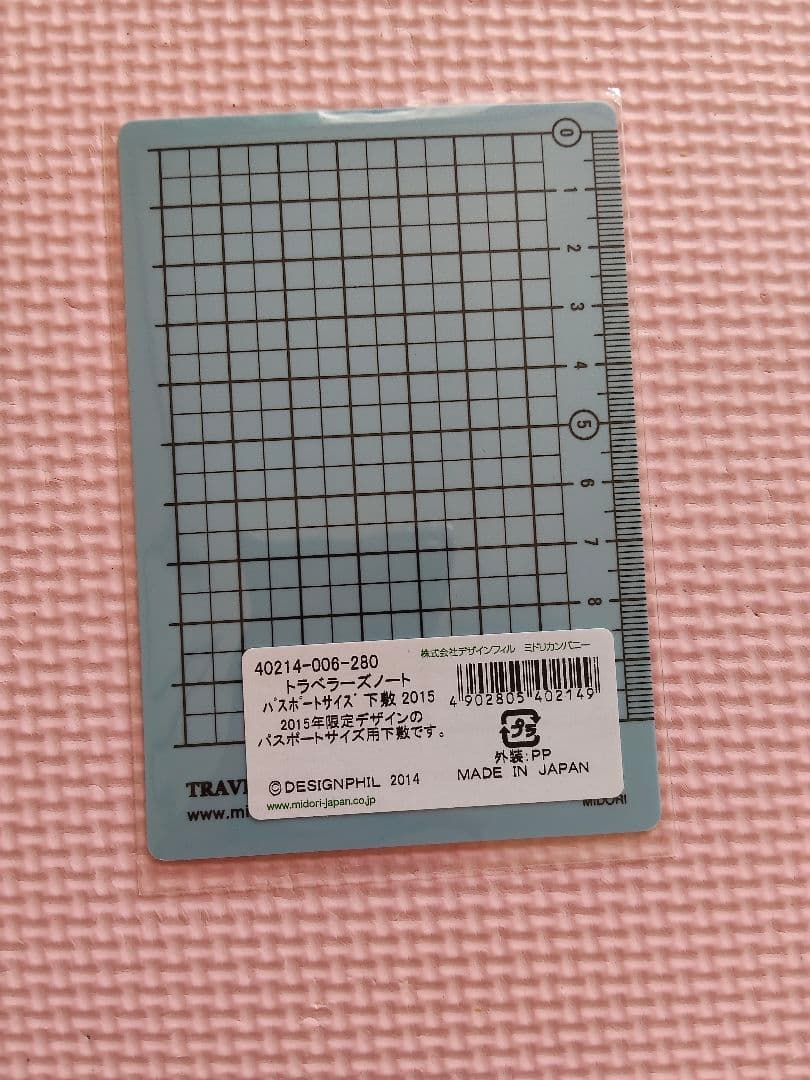 0
1
2
3
4
5
6
7
8
40214-006-280
株式会社デザインフィル ミドリカンパニー
トラベラーズノート
パスポートサイズ 下敷 2015
4 902805 402149
2015年限定デザインの
パスポートサイズ用下敷です。
プラ
外装:PP
©DESIGNPHIL 2014
MADE IN JAPAN
www.midori-japan.co.jp
TRAVE
www.mi
MIDORI